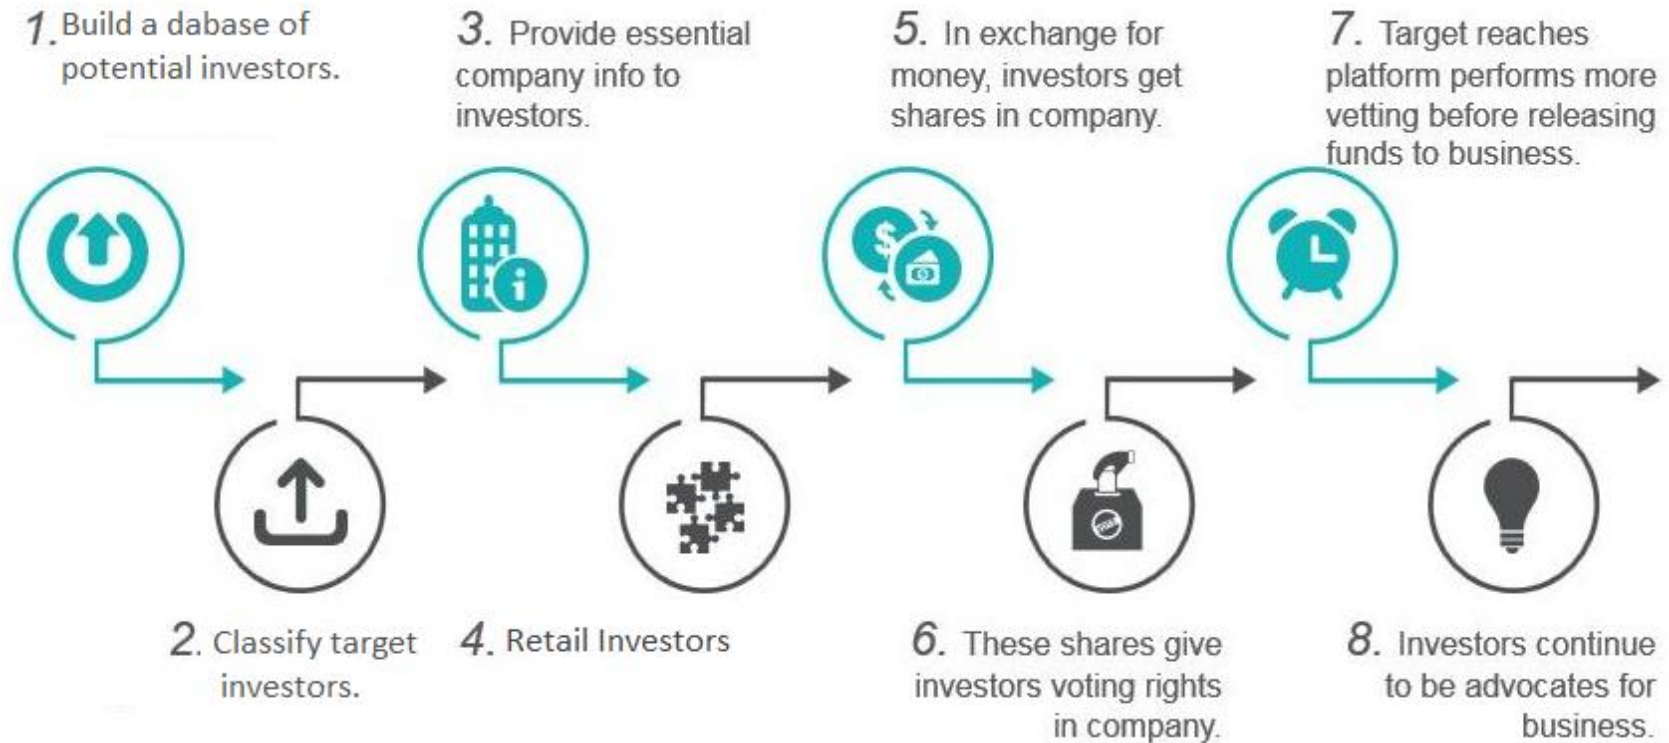 1. Build a dabase of
potential investors.
2. Classify target
investors.
3. Provide essential
company info to
investors.
4. Retail Investors
5. In exchange for
money, investors get
shares in company.
6. These shares give
investors voting rights
in company.
7. Target reaches
platform performs more
vetting before releasing
funds to business.
8. Investors continue
to be advocates for
business.
$
i